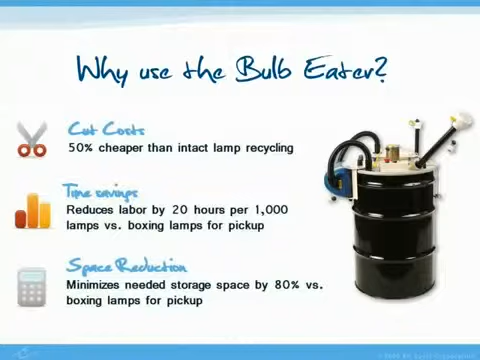 Why use the Bulb Eater?
Cut Costs
50% cheaper than intact lamp recycling
Time savings
Reduces labor by 20 hours per 1,000
lamps vs. boxing lamps for pickup
Space Reduction
Minimizes needed storage space by 80% vs.
boxing lamps for pickup